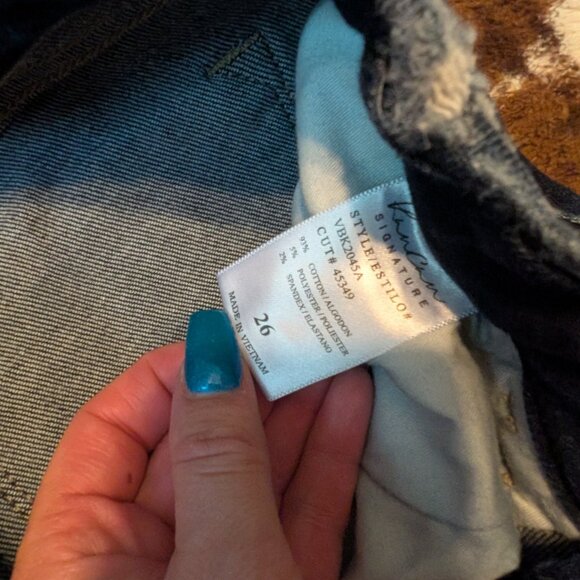 KanCan
SIGNATURE
STYLE/ESTILO#
VBK2045A
CUT# 45349
93% COTTON/ALGODON
5% POLYESTER/POLIESTER
2% SPANDEX/ELASTANO
26
MADE IN VIETNAM